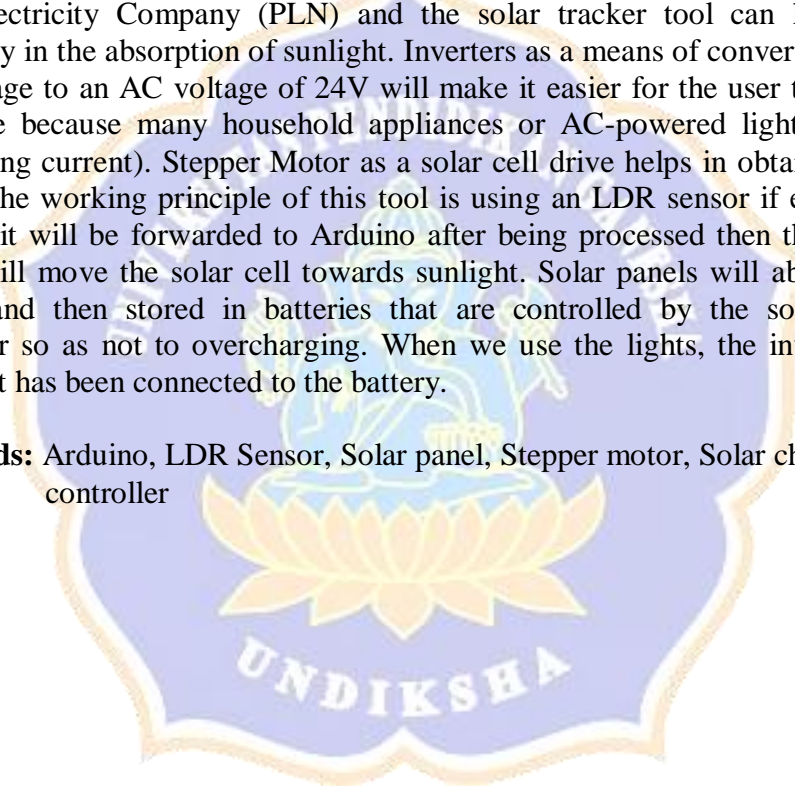 ectricity Company (PLN) and the solar tracker tool can
y in the absorption of sunlight. Inverters as a means of conver
age to an AC voltage of 24V will make it easier for the user t
e because many household appliances or AC-powered light
ng current). Stepper Motor as a solar cell drive helps in obta
he working principle of this tool is using an LDR sensor if e
it will be forwarded to Arduino after being processed then th
ill move the solar cell towards sunlight. Solar panels will ab
and then stored in batteries that are controlled by the so
r so as not to overcharging. When we use the lights, the in
t has been connected to the battery.
ds: Arduino, LDR Sensor, Solar panel, Stepper motor, Solar ch
controller
UNDIKSHA